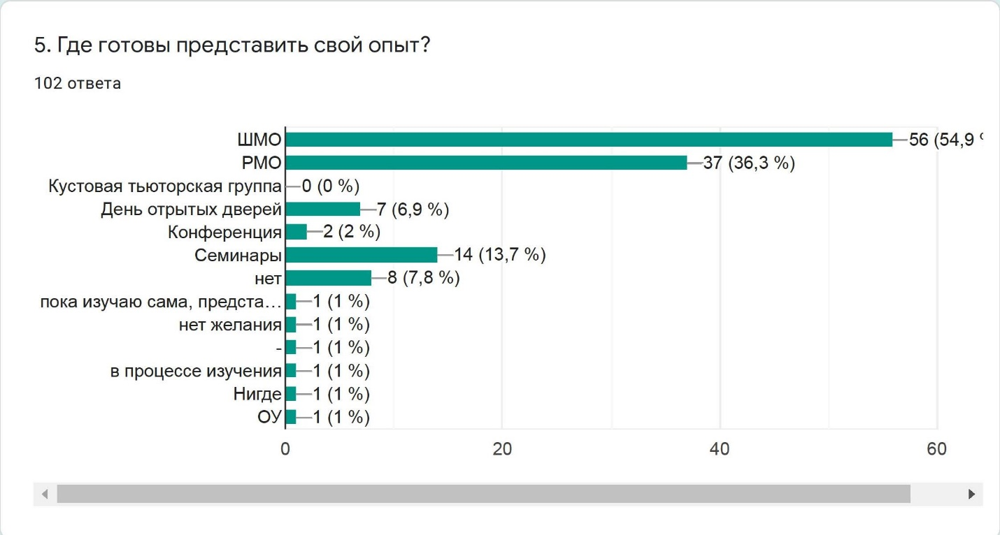 5. Где готовы представить свой опыт?
102 ответа
ШМО 56 (54,9 %
РМО 37 (36,3 %)
Кустовая тьюторская группа 0 (0 %)
День отрытых дверей 7 (6,9 %)
Конференция 2 (2 %)
Семинары 14 (13,7 %)
нет 8 (7,8 %)
пока изучаю сама, предста… 1 (1 %)
нет желания 1 (1 %)
- 1 (1 %)
в процессе изучения 1 (1 %)
Нигде 1 (1 %)
ОУ 1 (1 %)
0 20 40 60